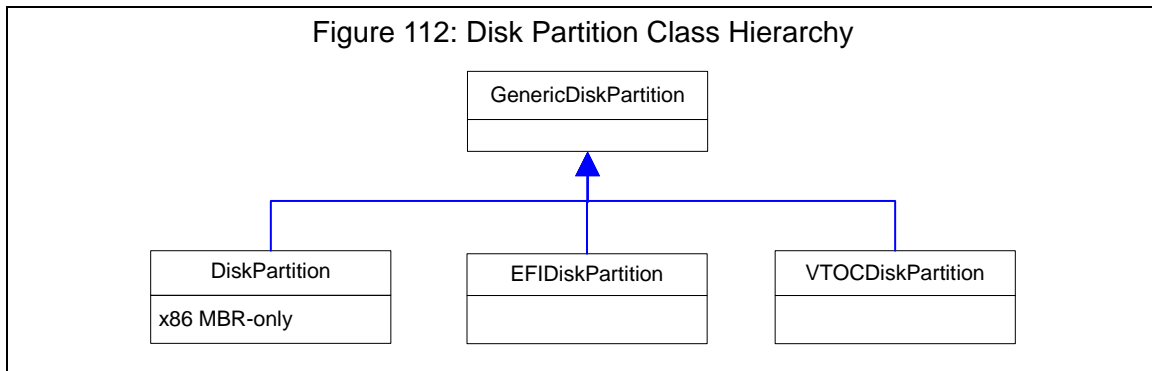 Figure 112: Disk Partition Class Hierarchy
GenericDiskPartition
DiskPartition
EFIDiskPartition
VTOCDiskPartition
x86 MBR-only